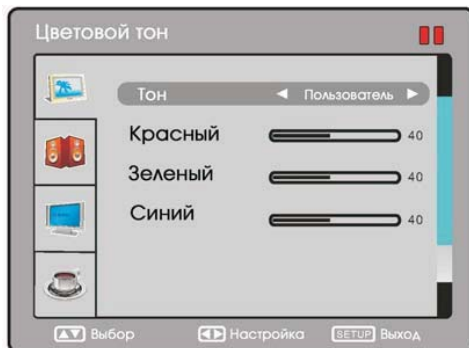 Цветовой тон
Тон ◀ Пользователь ▶
Красный 40
Зеленый 40
Синий 40
▲▼ Выбор ◀▶ Настройка SETUP Выход